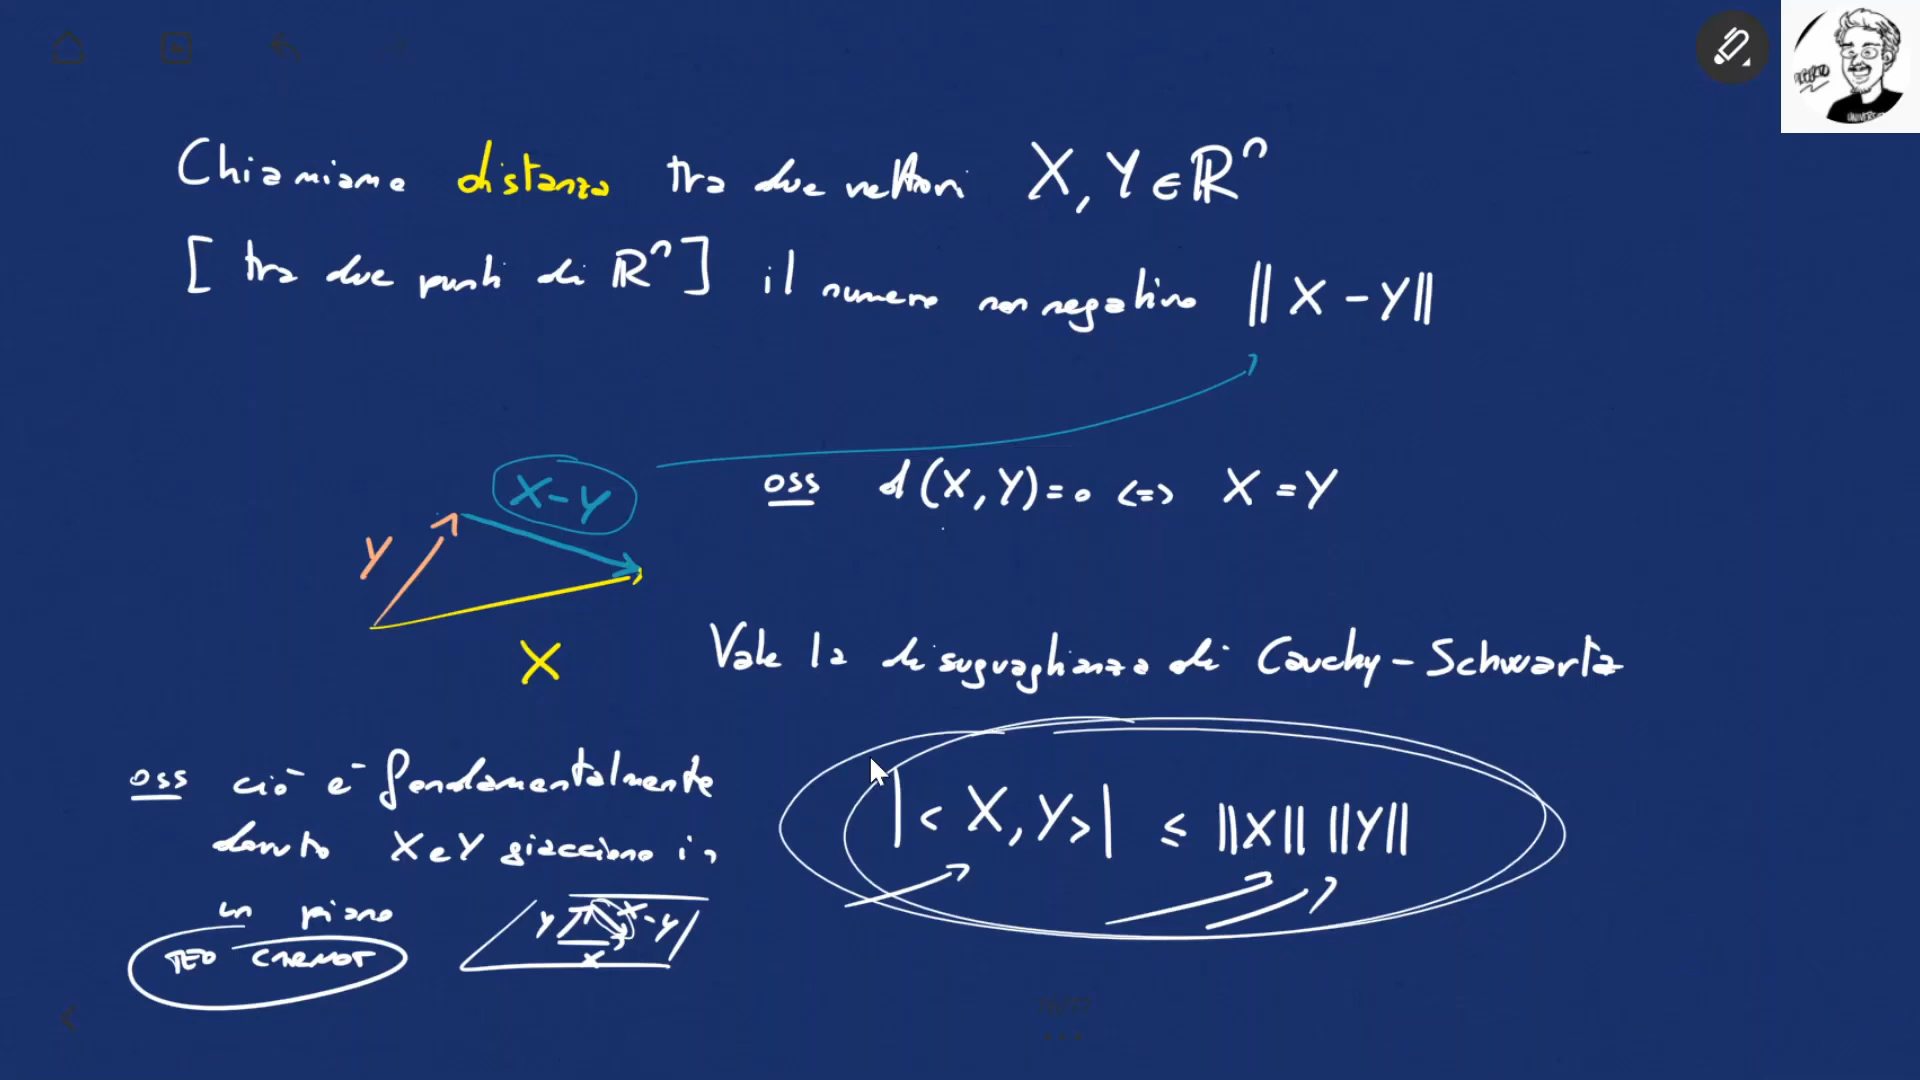 Chiamiamo distanza tra due vettori X, Y ∈ ℝⁿ
[ tra due punti di ℝⁿ ] il numero non negativo || X - Y ||
X-Y
oss d(X,Y)=0 <=> X = Y
Y
X
Vale la disuguaglianza di Cauchy - Schwartz
|< X, Y >| ≤ ||X|| ||Y||
oss ciò è fondamentalmente
dovuto X e Y giacciono in
un piano
Y X-Y
X
TEO CARNOT